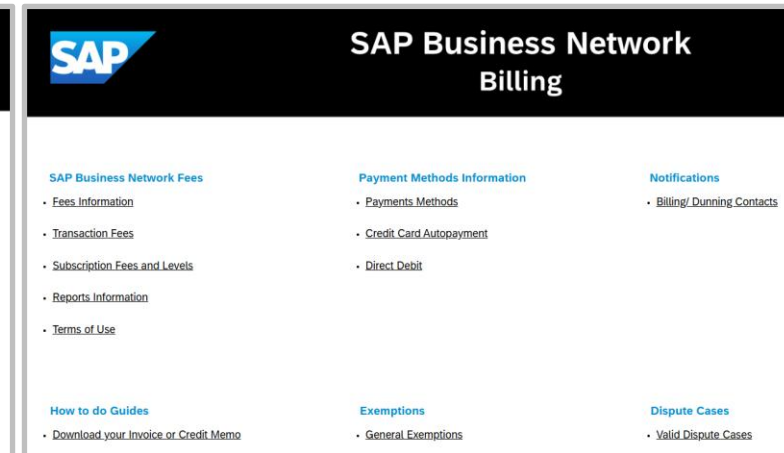 SAP
SAP Business Network
Billing
SAP Business Network Fees
• Fees Information
• Transaction Fees
• Subscription Fees and Levels
• Reports Information
• Terms of Use
Payment Methods Information
• Payments Methods
• Credit Card Autopayment
• Direct Debit
Notifications
• Billing/ Dunning Contacts
How to do Guides
• Download your Invoice or Credit Memo
Exemptions
• General Exemptions
Dispute Cases
• Valid Dispute Cases